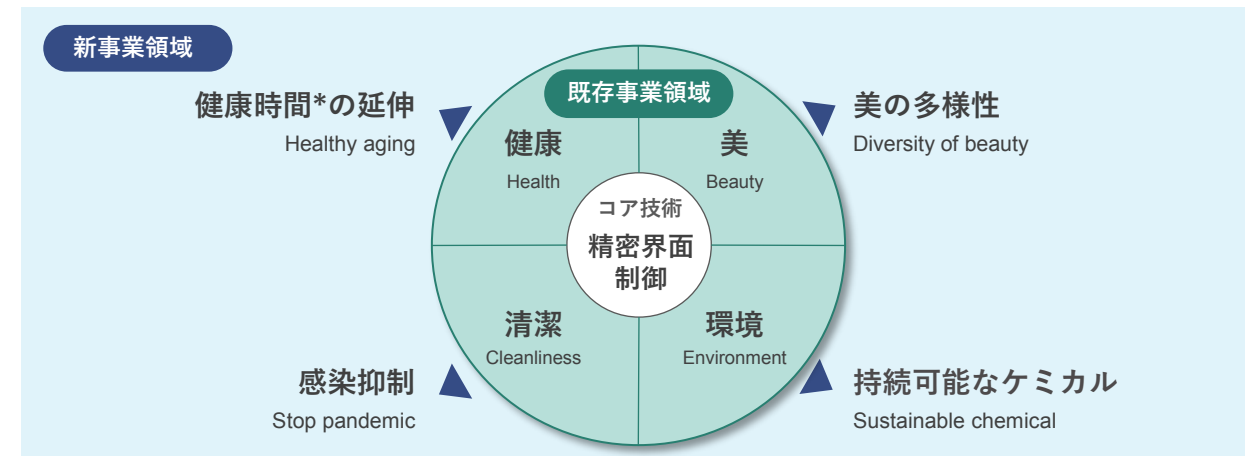 新事業領域
既存事業領域
健康時間*の延伸
Healthy aging
健康
Health
美
Beauty
美の多様性
Diversity of beauty
コア技術
精密界面
制御
感染抑制
Stop pandemic
清潔
Cleanliness
環境
Environment
持続可能なケミカル
Sustainable chemical